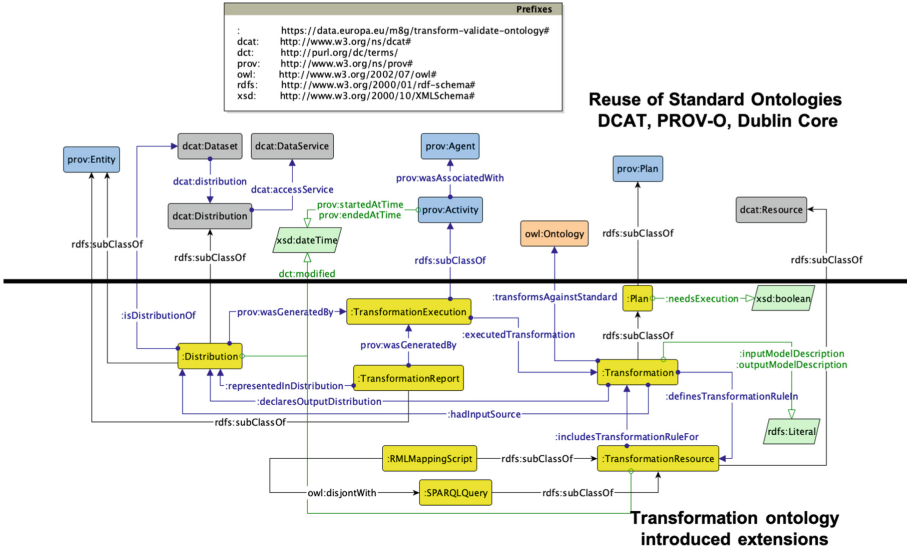 Prefixes
: https://data.europa.eu/m8g/transform-validate-ontology#
dcat: http://www.w3.org/ns/dcat#
dct: http://purl.org/dc/terms/
prov: http://www.w3.org/ns/prov#
owl: http://www.w3.org/2002/07/owl#
rdfs: http://www.w3.org/2000/01/rdf-schema#
xsd: http://www.w3.org/2000/10/XMLSchema#
Reuse of Standard Ontologies
DCAT, PROV-O, Dublin Core
prov:Entity
dcat:Dataset
dcat:DataService
prov:Agent
prov:Plan
dcat:distribution
dcat:accessService
prov:wasAssociatedWith
dcat:Distribution
prov:startedAtTime
prov:endedAtTime
prov:Activity
dcat:Resource
xsd:dateTime
owl:Ontology
rdfs:subClassOf
rdfs:subClassOf
rdfs:subClassOf
rdfs:subClassOf
rdfs:subClassOf
dct:modified
:isDistributionOf
prov:wasGeneratedBy
:TransformationExecution
:transformsAgainstStandard
:Plan
:needsExecution
xsd:boolean
:executedTransformation
rdfs:subClassOf
prov:wasGeneratedBy
:Distribution
:inputModelDescription
:outputModelDescription
:representedInDistribution
:TransformationReport
:Transformation
:declaresOutputDistribution
:definesTransformationRuleIn
:hadInputSource
rdfs:subClassOf
rdfs:Literal
:includesTransformationRuleFor
:RMLMappingScript
rdfs:subClassOf
:TransformationResource
owl:disjontWith
:SPARQLQuery
rdfs:subClassOf
Transformation ontology
introduced extensions